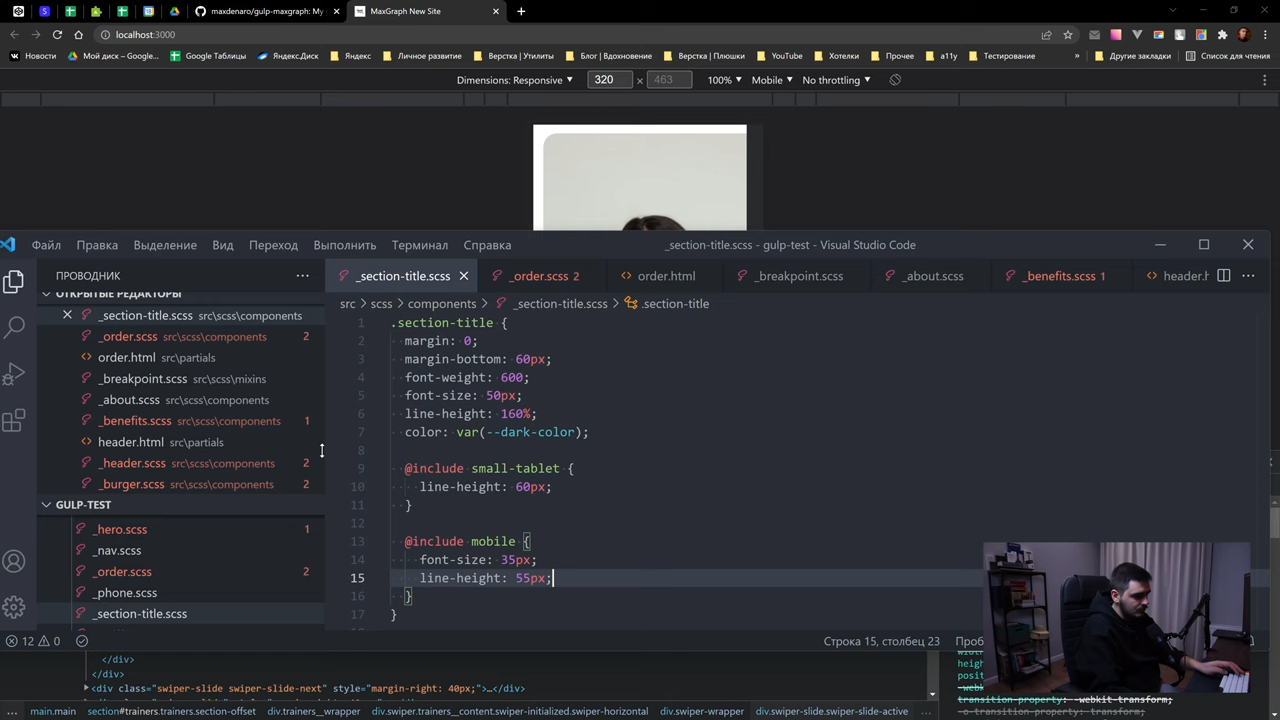 maxdenaro/gulp-maxgraph: My
MaxGraph New Site
localhost:3000
Новости
Мой диск – Google...
Google Таблицы
Яндекс.Диск
Яндекс
Личное развитие
Верстка | Утилиты
Блог | Вдохновение
Верстка | Плюшки
YouTube
Хотелки
Прочее
a11y
Тестирование
Другие закладки
Список для чтения
Dimensions: Responsive
320
×
463
100%
Mobile
No throttling
Файл
Правка
Выделение
Вид
Переход
Выполнить
Терминал
Справка
_section-title.scss - gulp-test - Visual Studio Code
ПРОВОДНИК
_section-title.scss
_order.scss 2
order.html
_breakpoint.scss
_about.scss
_benefits.scss 1
header.h
ОТКРЫТЫЕ РЕДАКТОРЫ
_section-title.scss src\scss\components
_order.scss src\scss\components 2
order.html src\partials
_breakpoint.scss src\scss\mixins
_about.scss src\scss\components
_benefits.scss src\scss\components 1
header.html src\partials
_header.scss src\scss\components 2
_burger.scss src\scss\components 2
GULP-TEST
_hero.scss 1
_nav.scss
_order.scss 2
_phone.scss
_section-title.scss
src > scss > components > _section-title.scss > .section-title
1 .section-title {
2 margin: 0;
3 margin-bottom: 60px;
4 font-weight: 600;
5 font-size: 50px;
6 line-height: 160%;
7 color: var(--dark-color);
8
9 @include small-tablet {
10 line-height: 60px;
11 }
12
13 @include mobile {
14 font-size: 35px;
15 line-height: 55px;
16 }
17 }
12 0
Строка 15, столбец 23
</div>
</div>
<div class="swiper-slide swiper-slide-next" style="margin-right: 40px;">…</div>
main.main
section#trainers.trainers.section-offset
div.trainers__wrapper
div.swiper.trainers__content.swiper-initialized.swiper-horizontal
div.swiper-wrapper
div.swiper-slide.swiper-slide-active
transition-property: -webkit-transform;